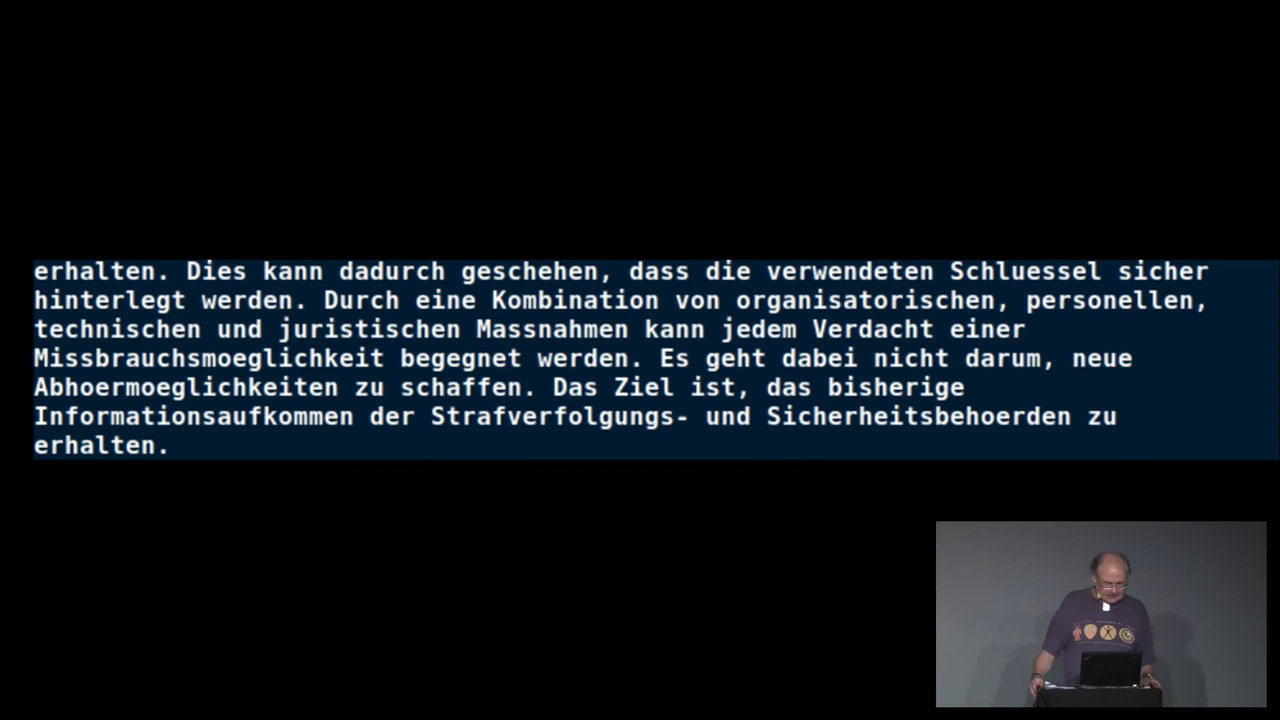 erhalten. Dies kann dadurch geschehen, dass die verwendeten Schluessel sicher
hinterlegt werden. Durch eine Kombination von organisatorischen, personellen,
technischen und juristischen Massnahmen kann jedem Verdacht einer
Missbrauchsmoeglichkeit begegnet werden. Es geht dabei nicht darum, neue
Abhoermoeglichkeiten zu schaffen. Das Ziel ist, das bisherige
Informationsaufkommen der Strafverfolgungs- und Sicherheitsbehoerden zu
erhalten.